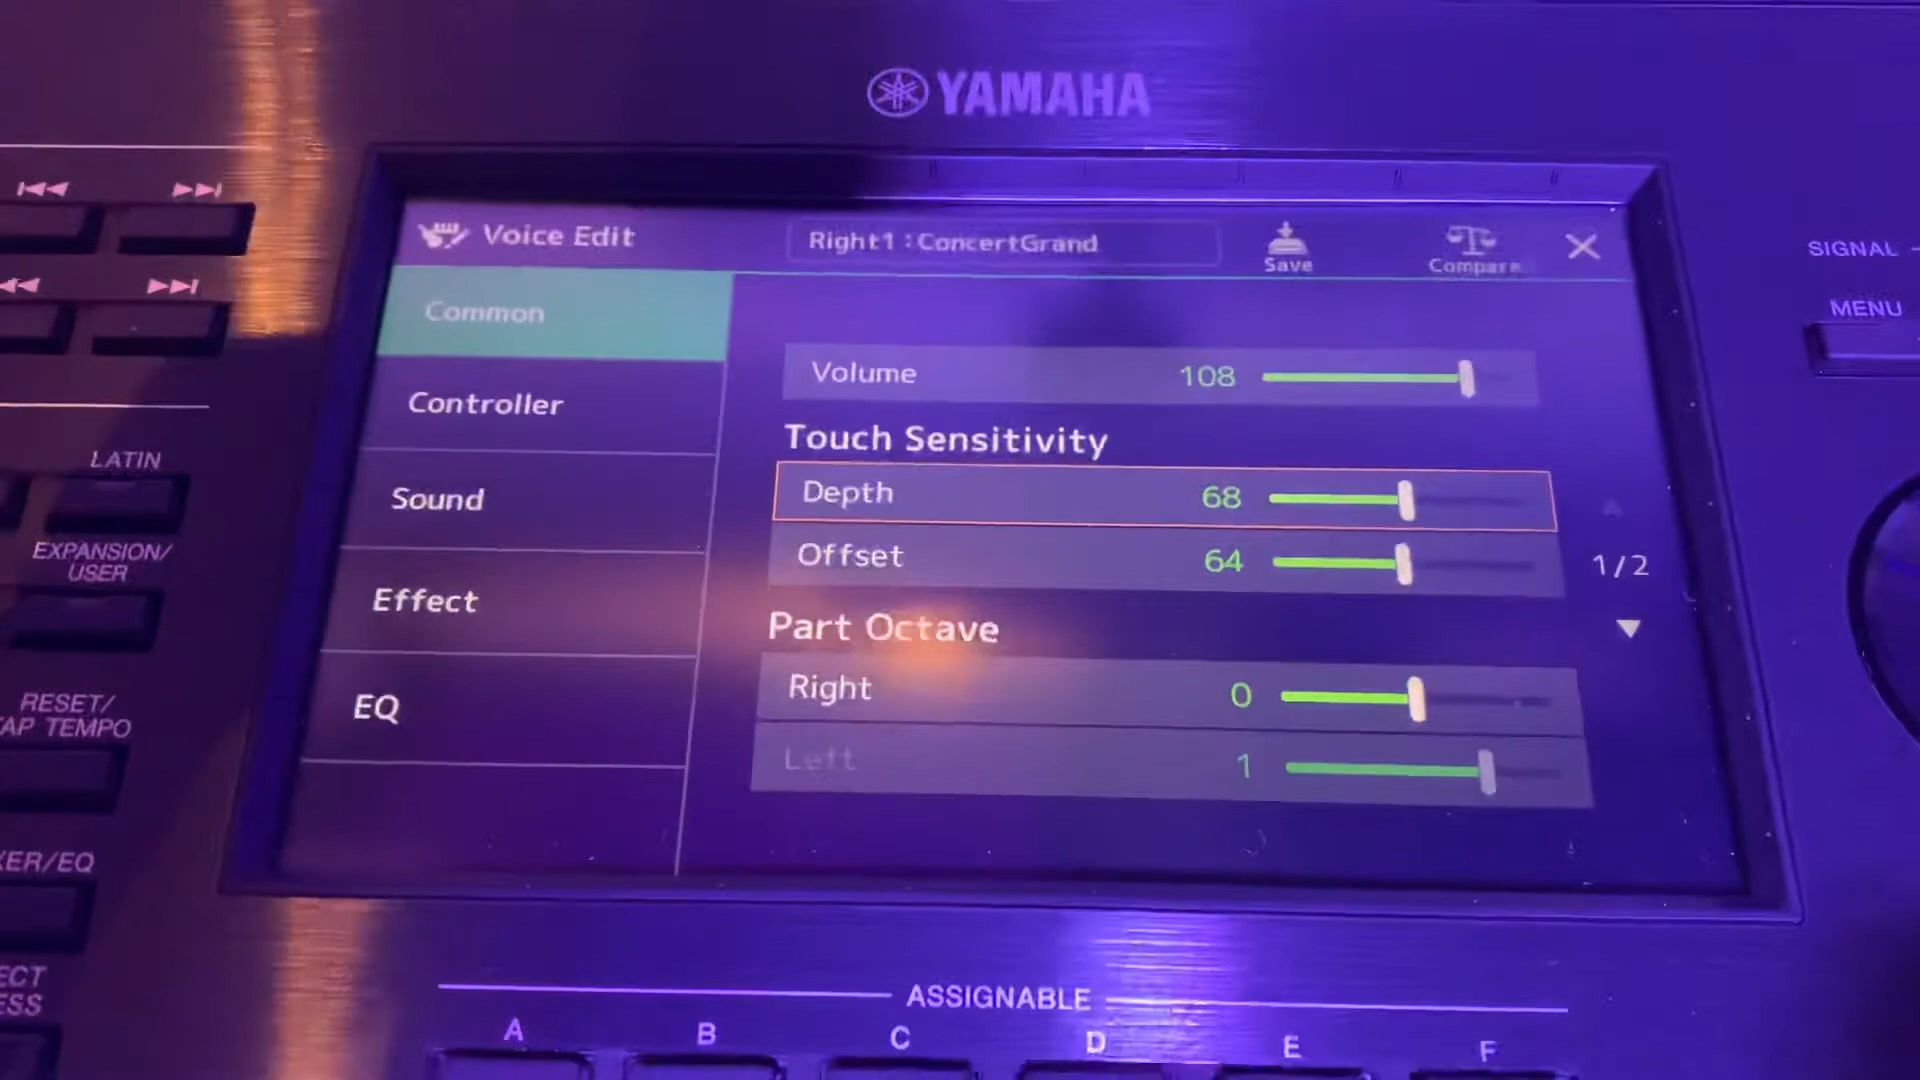 YAMAHA
Voice Edit
Right1:ConcertGrand
Save
Compare
Common
Controller
Sound
Effect
EQ
Volume 108
Touch Sensitivity
Depth 68
Offset 64
1/2
Part Octave
Right 0
Left 1
SIGNAL
MENU
LATIN
EXPANSION/
USER
RESET/
AP TEMPO
ER/EQ
ECT
ESS
ASSIGNABLE
A B C D E F